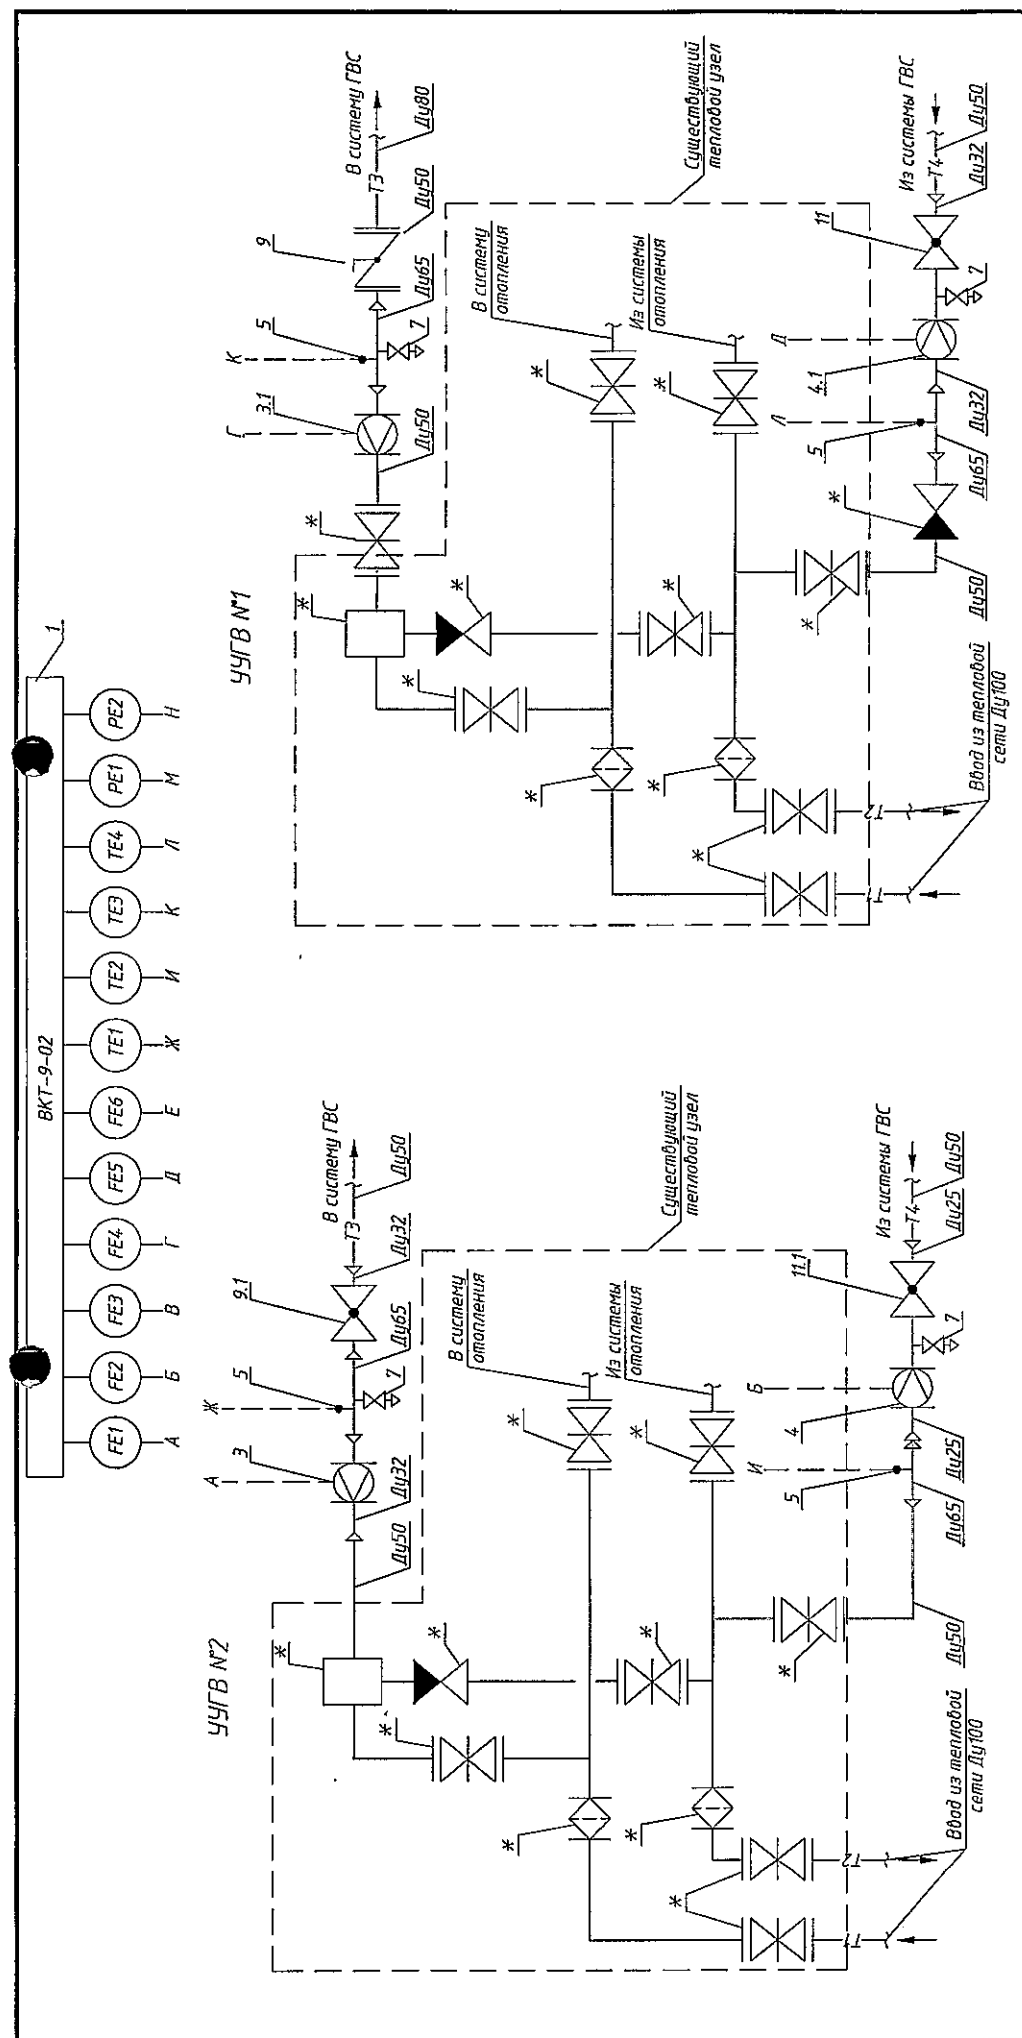 ВКТ-9-02
1
FE1
FE2
FE3
FE4
FE5
FE6
TE1
TE2
TE3
TE4
PE1
PE2
А
Б
В
Г
Д
Е
Ж
И
К
Л
М
Н
УУГВ №2
*
А
3
Ду50
Ду32
Ж
5
7
Ду65
9.1
Ду32
Т3
В систему ГВС
Ду50
*
*
*
*
*
*
*
В систему
отопления
Из системы
отопления
Существующий
тепловой узел
*
*
Т1
Т2
Ввод из тепловой
сети Ду100
Ду50
Ду65
И
5
Ду25
Б
4
7
11.1
Ду25
Т4
Ду50
Из системы ГВС
УУГВ №1
*
*
Ду50
Г
3.1
К
5
7
Ду65
9
Ду50
Т3
В систему ГВС
Ду80
*
*
*
*
*
*
*
В систему
отопления
Из системы
отопления
Существующий
тепловой узел
*
*
Т1
Т2
Ввод из тепловой
сети Ду100
Ду50
*
Ду65
Л
5
Ду32
Д
4.1
7
11
Ду32
Т4
Ду50
Из системы ГВС